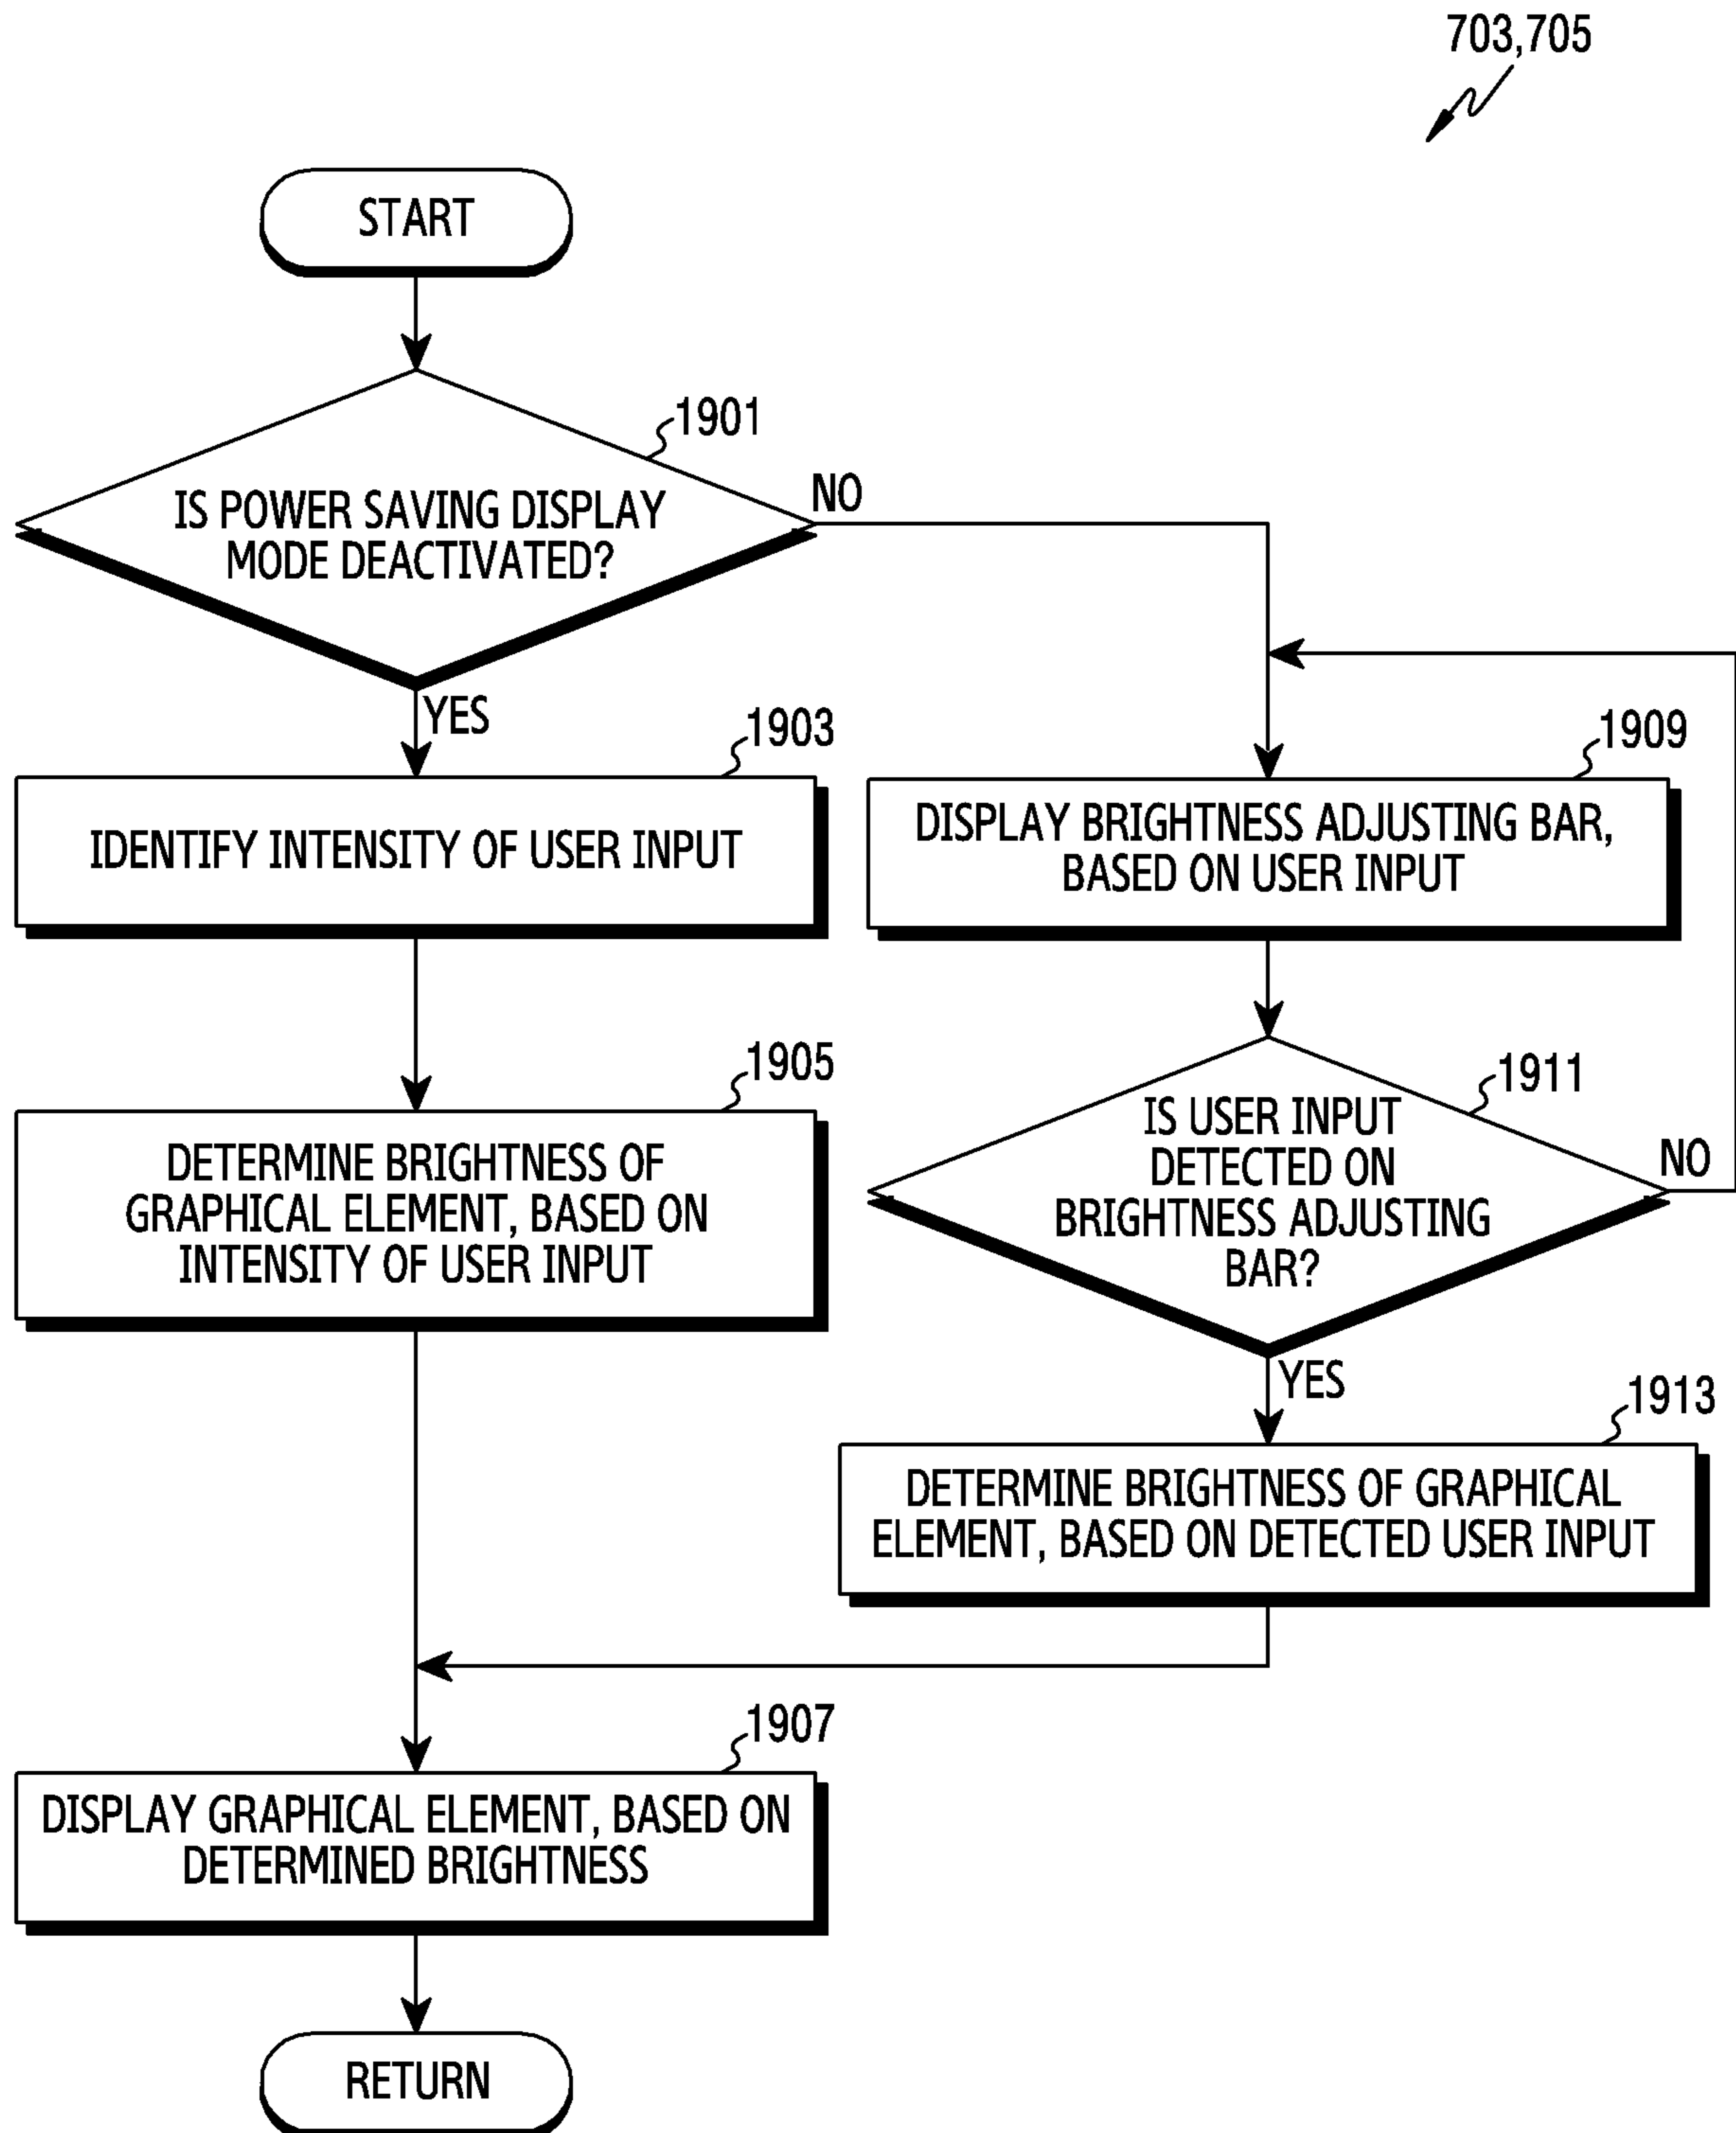 703,705
START
1901
IS POWER SAVING DISPLAY
MODE DEACTIVATED?
NO
YES
1903
IDENTIFY INTENSITY OF USER INPUT
1909
DISPLAY BRIGHTNESS ADJUSTING BAR,
BASED ON USER INPUT
1905
DETERMINE BRIGHTNESS OF
GRAPHICAL ELEMENT, BASED ON
INTENSITY OF USER INPUT
1911
IS USER INPUT
DETECTED ON
BRIGHTNESS ADJUSTING
BAR?
NO
YES
1913
DETERMINE BRIGHTNESS OF GRAPHICAL
ELEMENT, BASED ON DETECTED USER INPUT
1907
DISPLAY GRAPHICAL ELEMENT, BASED ON
DETERMINED BRIGHTNESS
RETURN